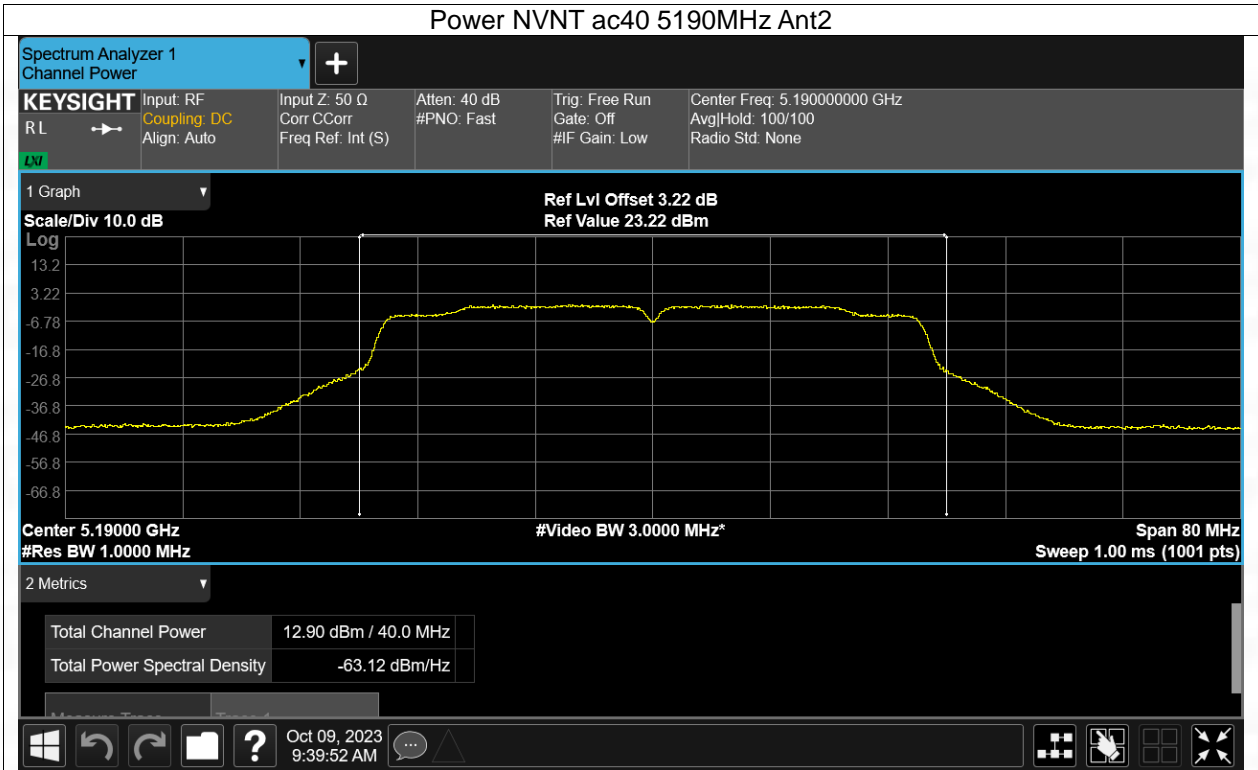 Power NVNT ac40 5190MHz Ant2
Spectrum Analyzer 1
Channel Power
KEYSIGHT
RL
LXI
Input: RF
Coupling: DC
Align: Auto
Input Z: 50 Ω
Corr CCorr
Freq Ref: Int (S)
Atten: 40 dB
#PNO: Fast
Trig: Free Run
Gate: Off
#IF Gain: Low
Center Freq: 5.190000000 GHz
Avg|Hold: 100/100
Radio Std: None
1 Graph
Scale/Div 10.0 dB
Ref Lvl Offset 3.22 dB
Ref Value 23.22 dBm
Log
13.2
3.22
-6.78
-16.8
-26.8
-36.8
-46.8
-56.8
-66.8
Center 5.19000 GHz
#Res BW 1.0000 MHz
#Video BW 3.0000 MHz*
Span 80 MHz
Sweep 1.00 ms (1001 pts)
2 Metrics
Total Channel Power 12.90 dBm / 40.0 MHz
Total Power Spectral Density -63.12 dBm/Hz
Measure Trace Trace 1
?
Oct 09, 2023
9:39:52 AM